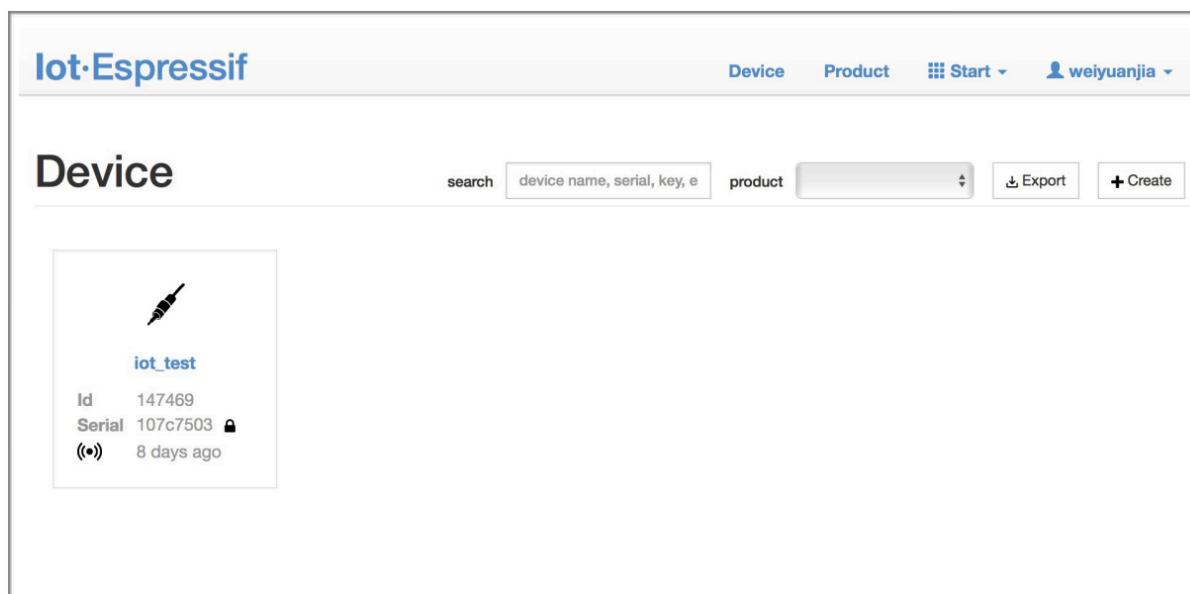 Iot·Espressif
Device Product Start weiyuanjia
Device
search device name, serial, key, e product Export Create
iot_test
Id 147469
Serial 107c7503
8 days ago